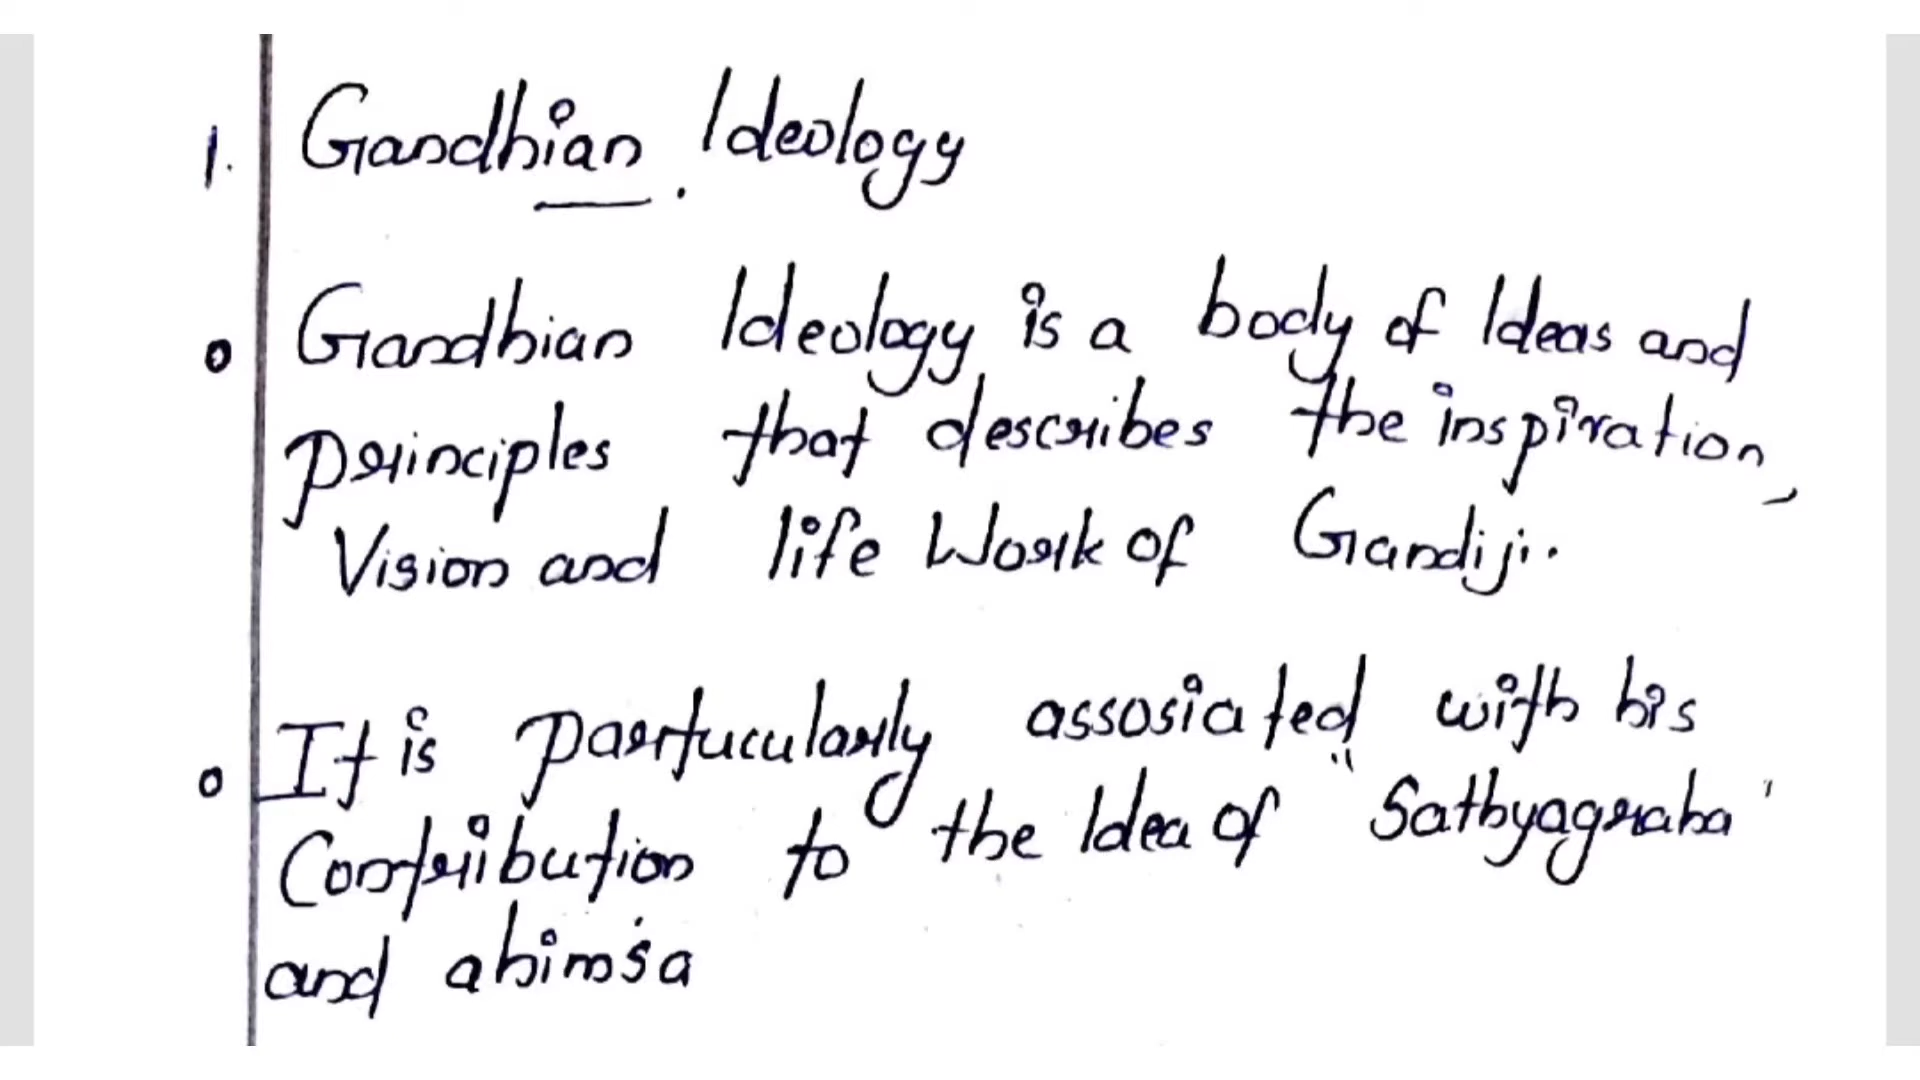 1. Gandhian Ideology
Gandhian Ideology is a body of Ideas and
principles that describes the inspiration,
Vision and life Work of Gandiji.
It is partucularly assosiated with his
Contribution to the Idea of "Sathyagraha"
and ahimsa